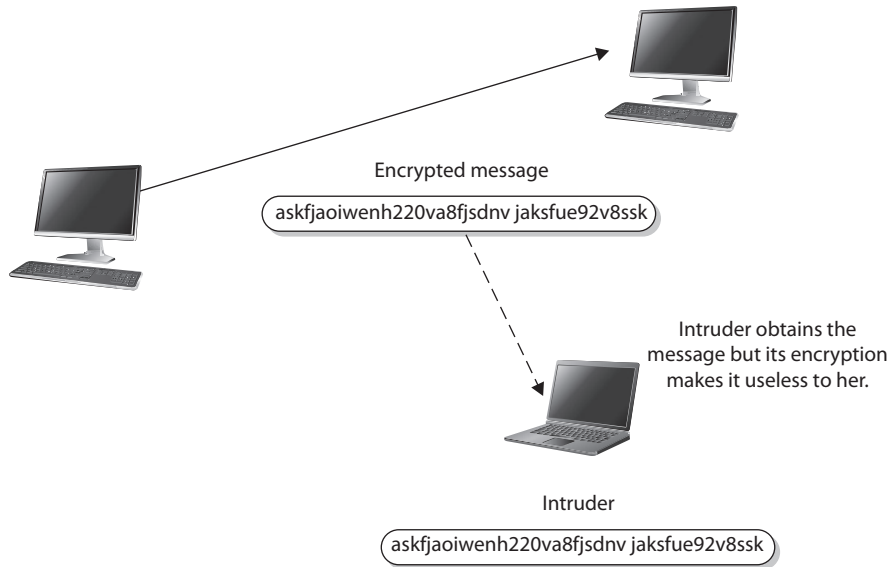 Encrypted message
askfjaoiwenh220va8fjsdnv jaksfue92v8ssk
Intruder obtains the
message but its encryption
makes it useless to her.
Intruder
askfjaoiwenh220va8fjsdnv jaksfue92v8ssk